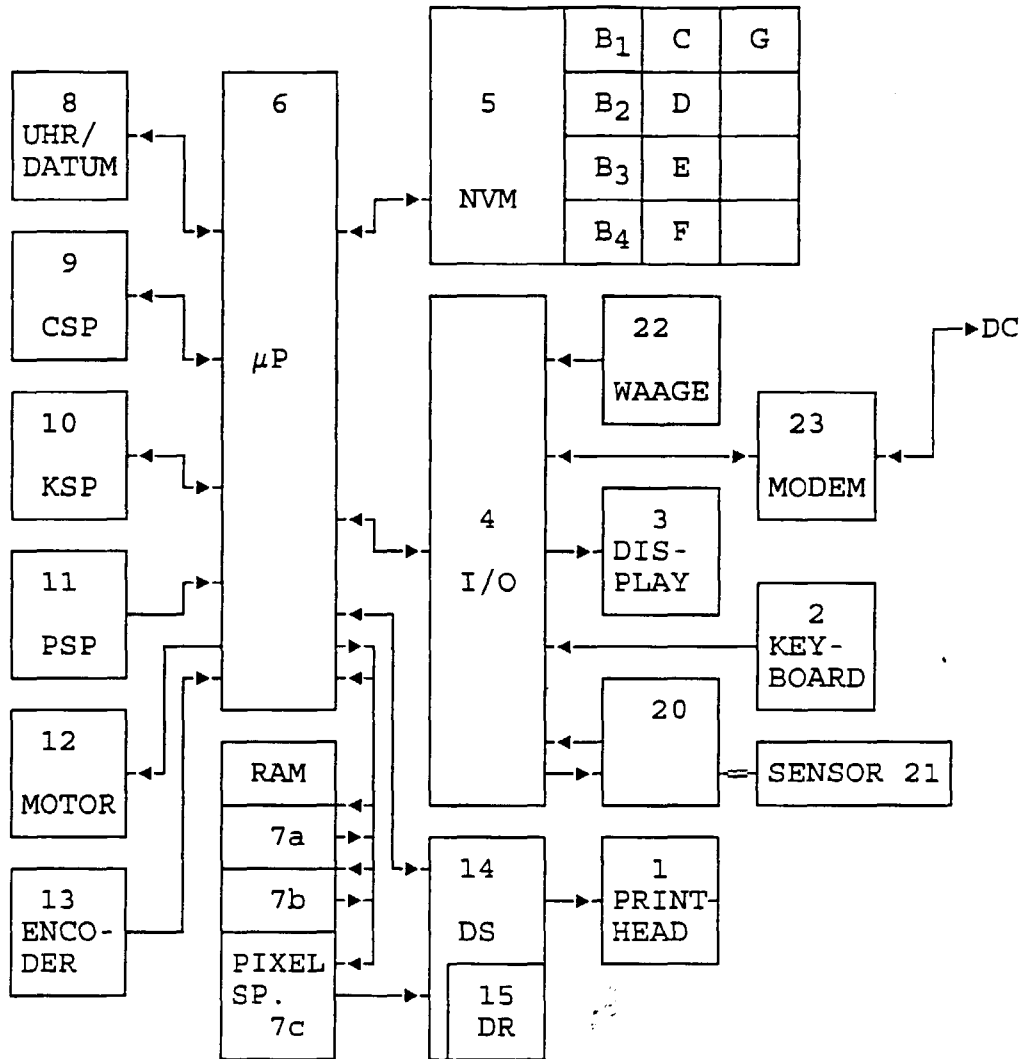 8
UHR/
DATUM
9
CSP
10
KSP
11
PSP
12
MOTOR
13
ENCO-
DER
6
µP
RAM
7a
7b
PIXEL
SP.
7c
5
NVM
B1 C G
B2 D
B3 E
B4 F
4
I/O
22
WAAGE
DC
23
MODEM
3
DIS-
PLAY
2
KEY-
BOARD
20
SENSOR 21
14
DS
15
DR
1
PRINT-
HEAD